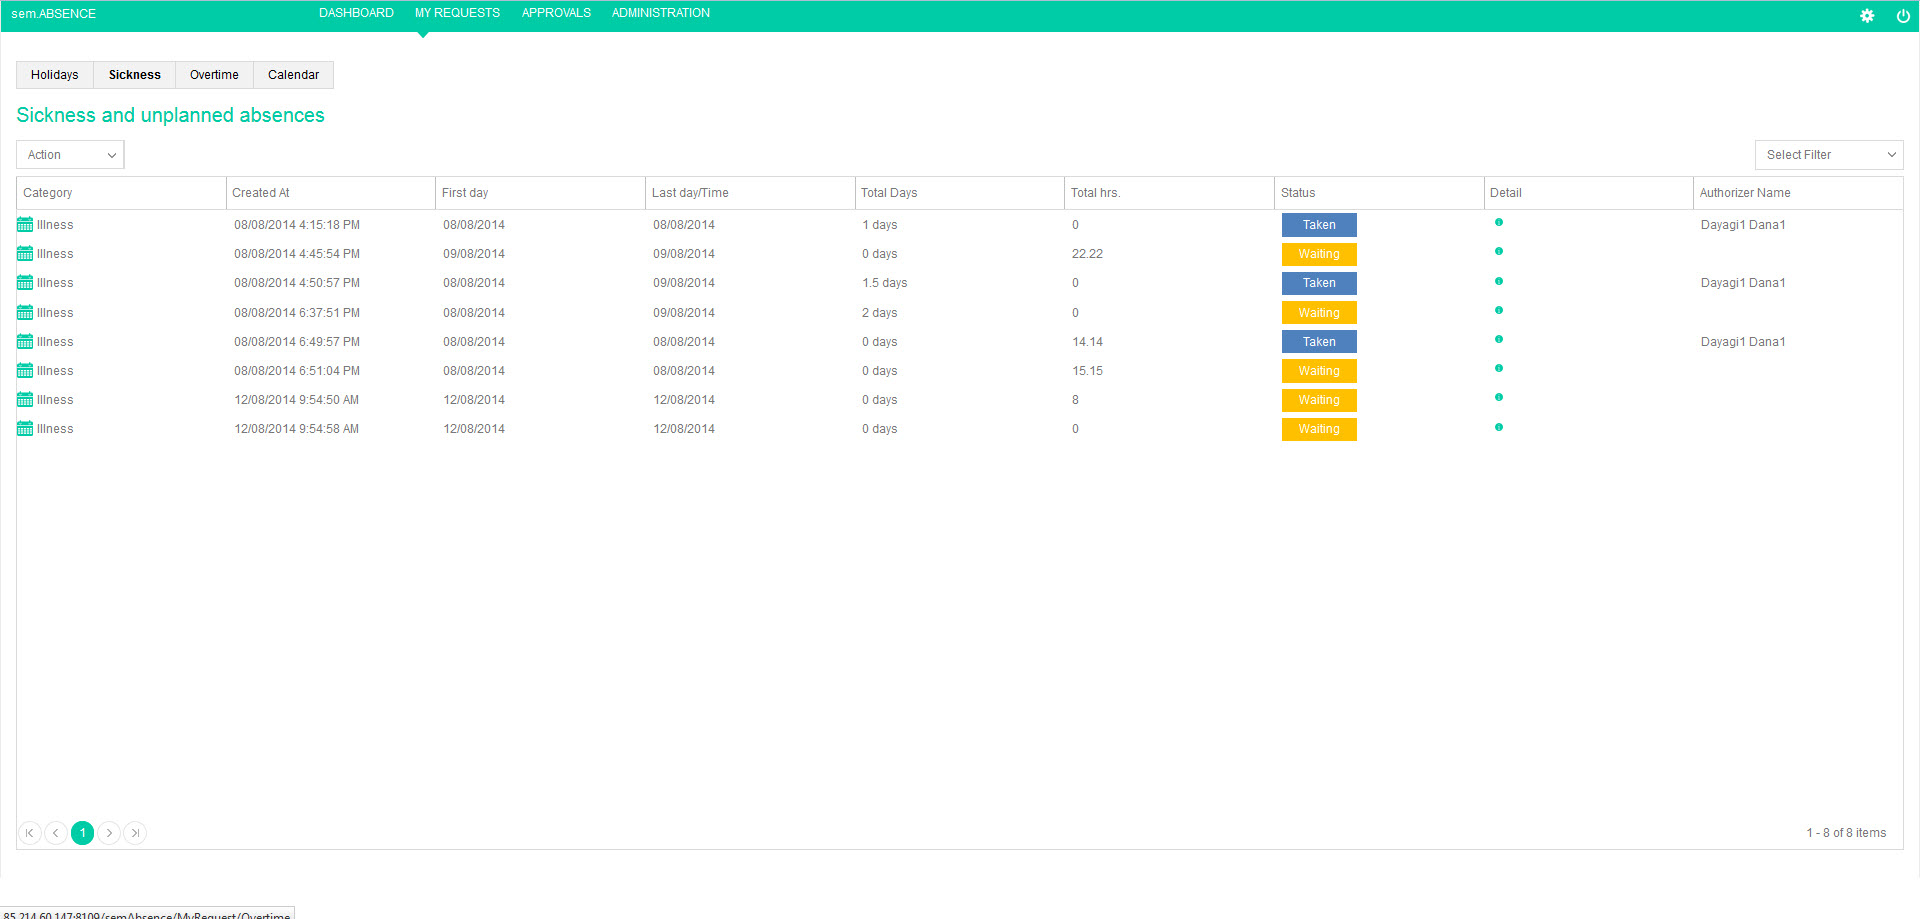 sem.ABSENCE DASHBOARD MY REQUESTS APPROVALS ADMINISTRATION
Holidays Sickness Overtime Calendar
Sickness and unplanned absences
Action Select Filter
Category Created At First day Last day/Time Total Days Total hrs. Status Detail Authorizer Name
Illness 08/08/2014 4:15:18 PM 08/08/2014 08/08/2014 1 days 0 Taken Dayagi1 Dana1
Illness 08/08/2014 4:45:54 PM 09/08/2014 09/08/2014 0 days 22.22 Waiting
Illness 08/08/2014 4:50:57 PM 08/08/2014 09/08/2014 1.5 days 0 Taken Dayagi1 Dana1
Illness 08/08/2014 6:37:51 PM 08/08/2014 09/08/2014 2 days 0 Waiting
Illness 08/08/2014 6:49:57 PM 08/08/2014 08/08/2014 0 days 14.14 Taken Dayagi1 Dana1
Illness 08/08/2014 6:51:04 PM 08/08/2014 08/08/2014 0 days 15.15 Waiting
Illness 12/08/2014 9:54:50 AM 12/08/2014 12/08/2014 0 days 8 Waiting
Illness 12/08/2014 9:54:58 AM 12/08/2014 12/08/2014 0 days 0 Waiting
1 1 - 8 of 8 items
85.214.60.147:8109/semAbsence/MyRequest/Overtime